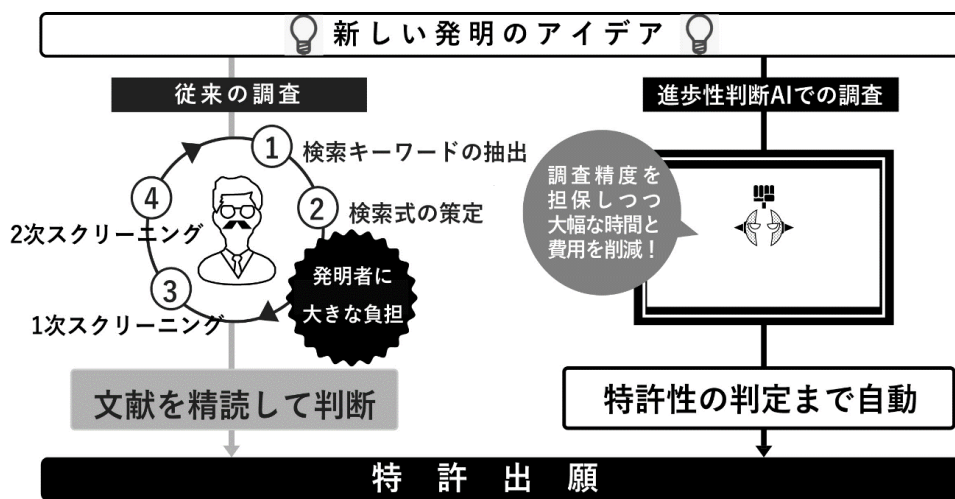 新しい発明のアイデア
従来の調査
① 検索キーワードの抽出
② 検索式の策定
③ 1次スクリーニング
④ 2次スクリーニング
発明者に
大きな負担
文献を精読して判断
進歩性判断AIでの調査
調査精度を
担保しつつ
大幅な時間と
費用を削減！
特許性の判定まで自動
特許出願